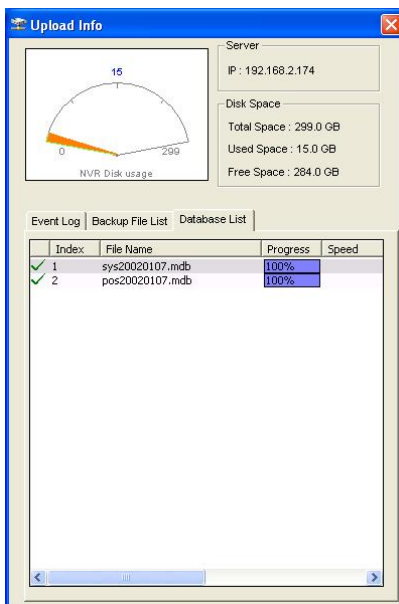 Upload Info
15
0
299
NVR Disk usage
Server
IP : 192.168.2.174
Disk Space
Total Space : 299.0 GB
Used Space : 15.0 GB
Free Space : 284.0 GB
Event Log
Backup File List
Database List
Index File Name Progress Speed
1 sys20020107.mdb 100%
2 pos20020107.mdb 100%